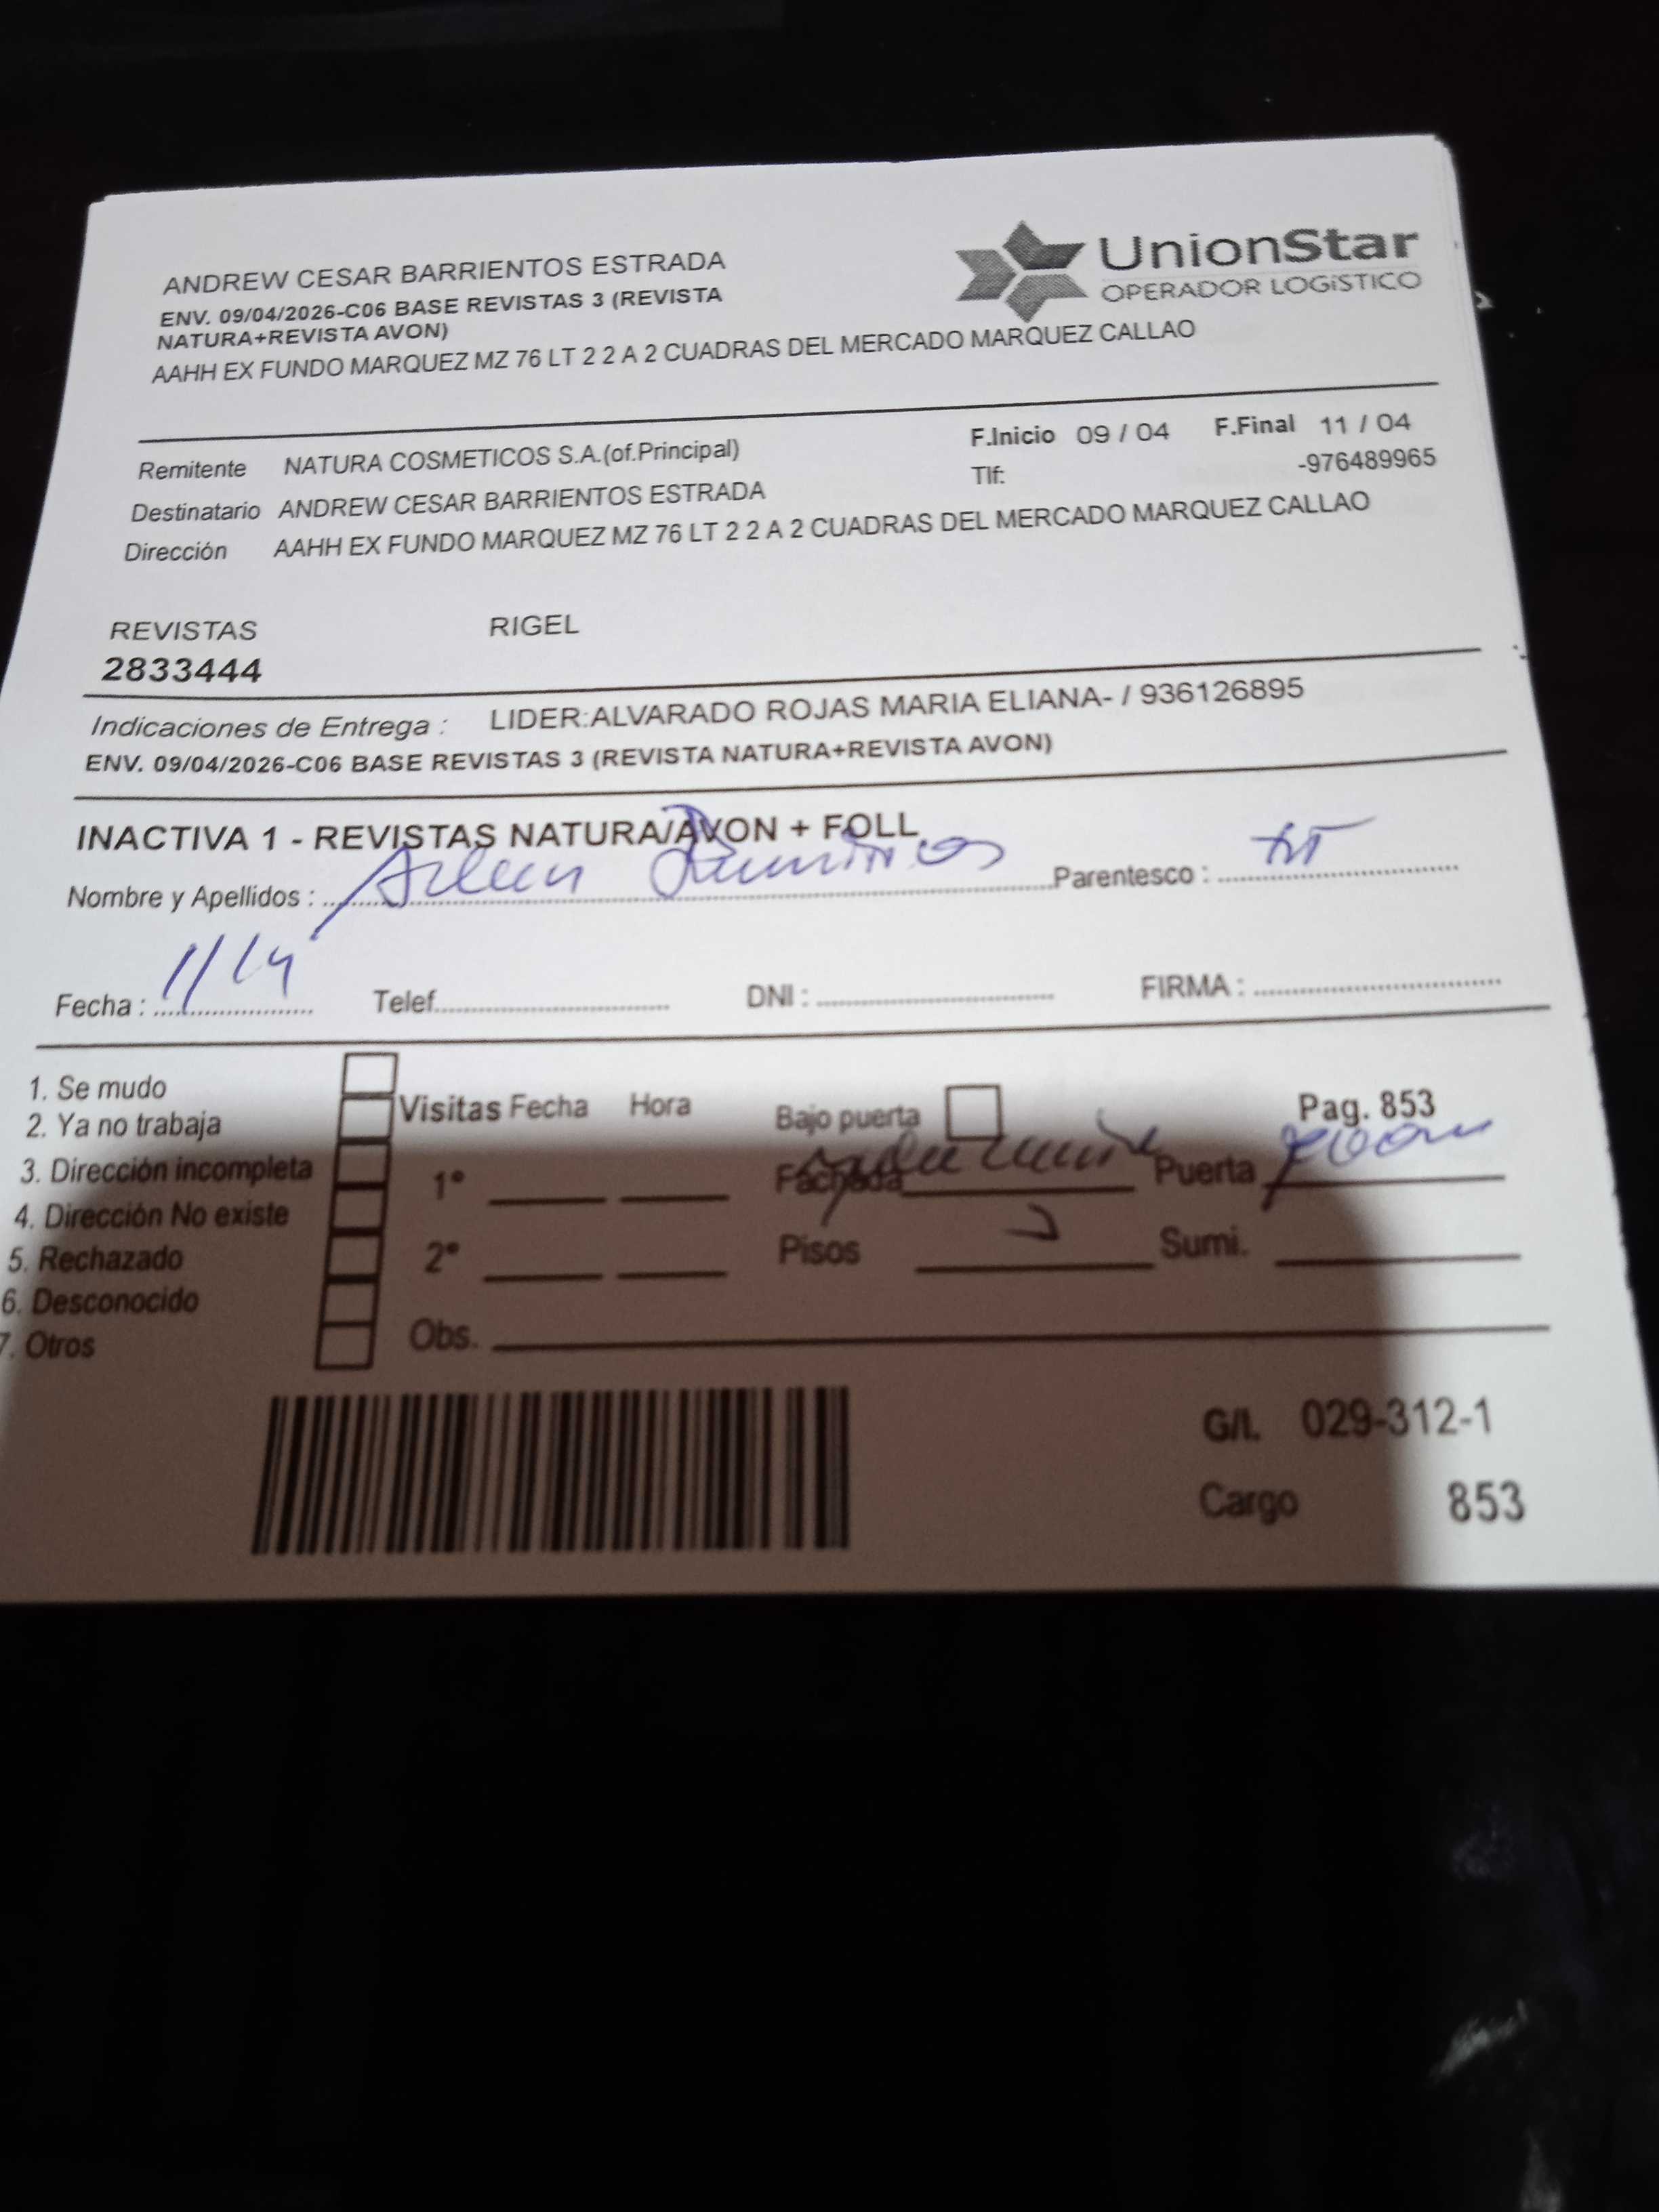 UnionStar
OPERADOR LOGÍSTICO
ANDREW CESAR BARRIENTOS ESTRADA
ENV. 09/04/2026-C06 BASE REVISTAS 3 (REVISTA
NATURA+REVISTA AVON)
AAHH EX FUNDO MARQUEZ MZ 76 LT 2 2 A 2 CUADRAS DEL MERCADO MARQUEZ CALLAO
Remitente NATURA COSMETICOS S.A.(of.Principal) F.Inicio 09 / 04 F.Final 11 / 04
Destinatario ANDREW CESAR BARRIENTOS ESTRADA Tlf: -976489965
Dirección AAHH EX FUNDO MARQUEZ MZ 76 LT 2 2 A 2 CUADRAS DEL MERCADO MARQUEZ CALLAO
REVISTAS RIGEL
2833444
Indicaciones de Entrega : LIDER:ALVARADO ROJAS MARIA ELIANA- / 936126895
ENV. 09/04/2026-C06 BASE REVISTAS 3 (REVISTA NATURA+REVISTA AVON)
INACTIVA 1 - REVISTAS NATURA/AVON + FOLL
Nombre y Apellidos : Parentesco : TIT
Fecha : 11/4 Telef. DNI : FIRMA :
1. Se mudo
2. Ya no trabaja
3. Dirección incompleta
4. Dirección No existe
5. Rechazado
6. Desconocido
7. Otros
Visitas Fecha Hora
1°
2°
Obs.
Bajo puerta Pag. 853
Fachada Puerta
Pisos Sumi.
G/I. 029-312-1
Cargo 853